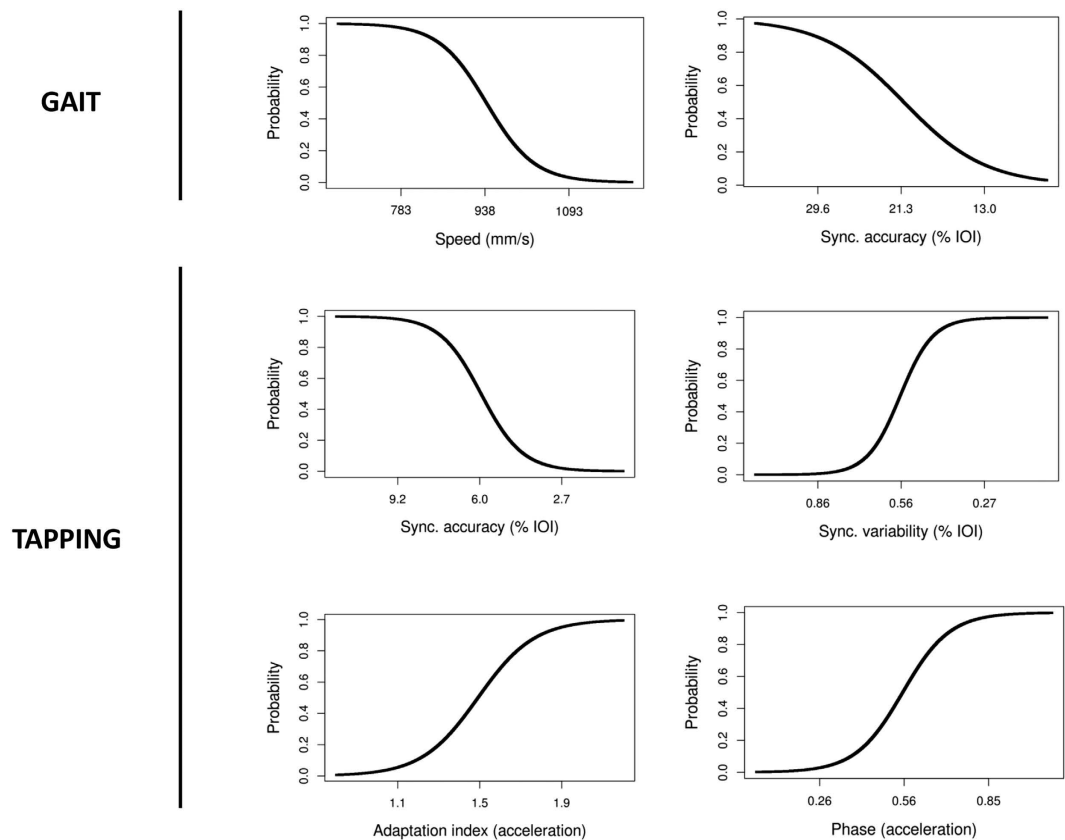 GAIT
Probability
0.0 0.2 0.4 0.6 0.8 1.0
783 938 1093
Speed (mm/s)
Probability
0.0 0.2 0.4 0.6 0.8 1.0
29.6 21.3 13.0
Sync. accuracy (% IOI)
TAPPING
Probability
0.0 0.2 0.4 0.6 0.8 1.0
9.2 6.0 2.7
Sync. accuracy (% IOI)
Probability
0.0 0.2 0.4 0.6 0.8 1.0
0.86 0.56 0.27
Sync. variability (% IOI)
Probability
0.0 0.2 0.4 0.6 0.8 1.0
1.1 1.5 1.9
Adaptation index (acceleration)
Probability
0.0 0.2 0.4 0.6 0.8 1.0
0.26 0.56 0.85
Phase (acceleration)